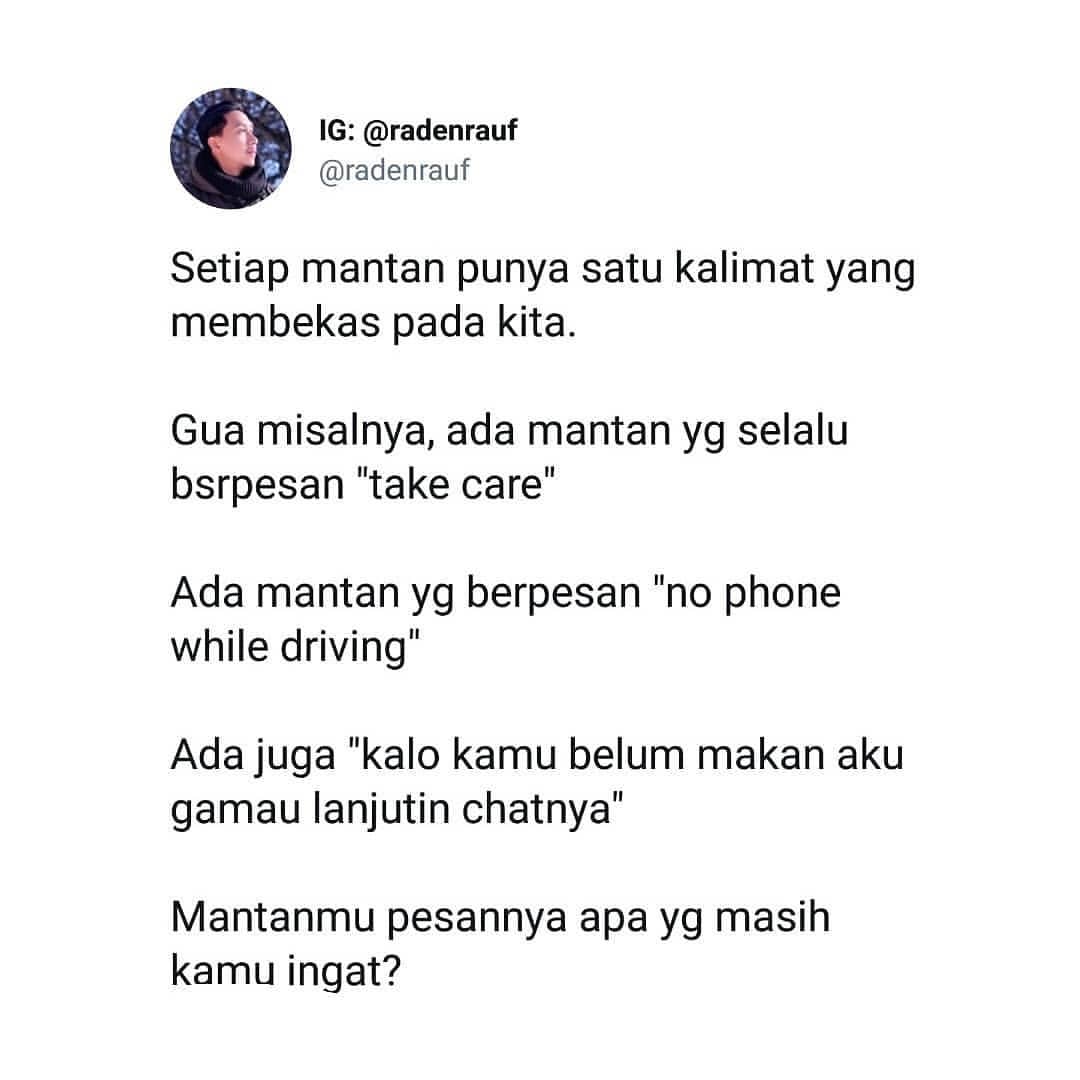 IG: @radenrauf
@radenrauf
Setiap mantan punya satu kalimat yang
membekas pada kita.
Gua misalnya, ada mantan yg selalu
bsrpesan "take care"
Ada mantan yg berpesan "no phone
while driving"
Ada juga "kalo kamu belum makan aku
gamau lanjutin chatnya"
Mantanmu pesannya apa yg masih
kamu ingat?